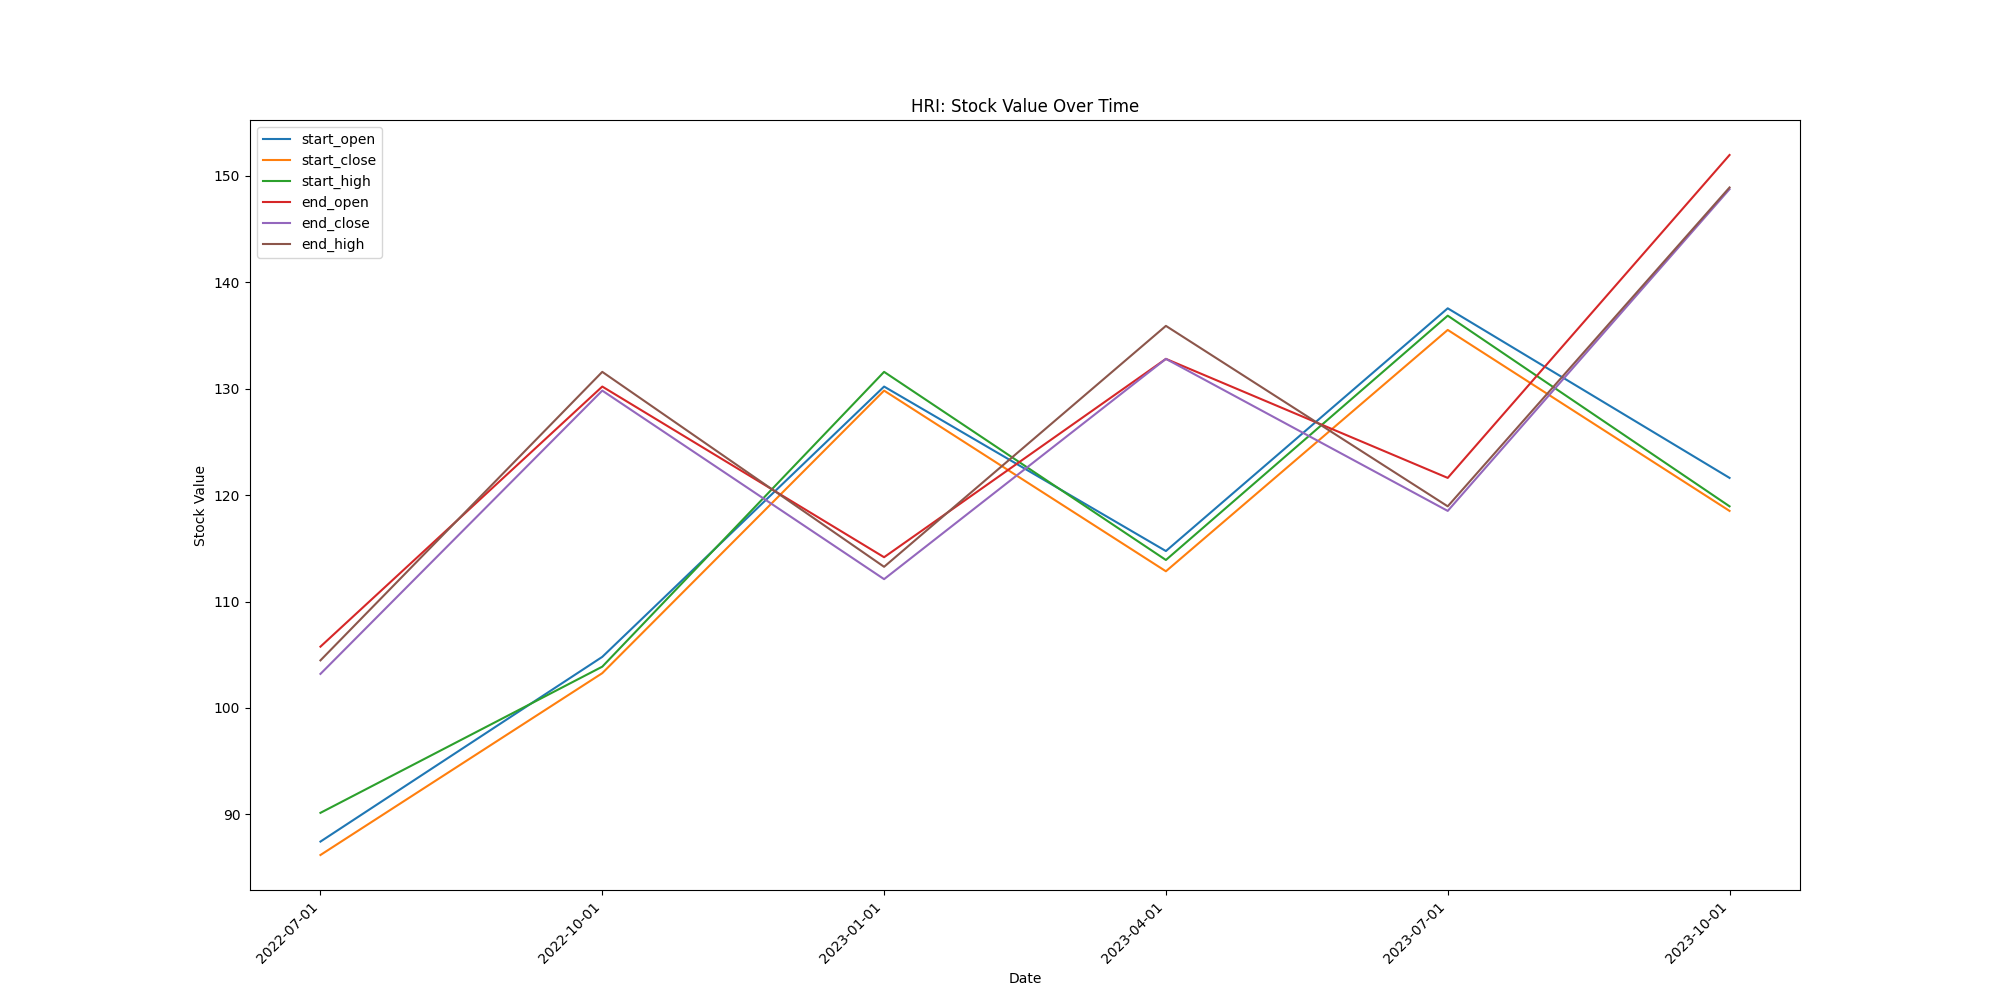 HRI: Stock Value Over Time
start_open
start_close
start_high
end_open
end_close
end_high
150
140
130
120
110
100
90
Stock Value
2022-07-01
2022-10-01
2023-01-01
2023-04-01
2023-07-01
2023-10-01
Date